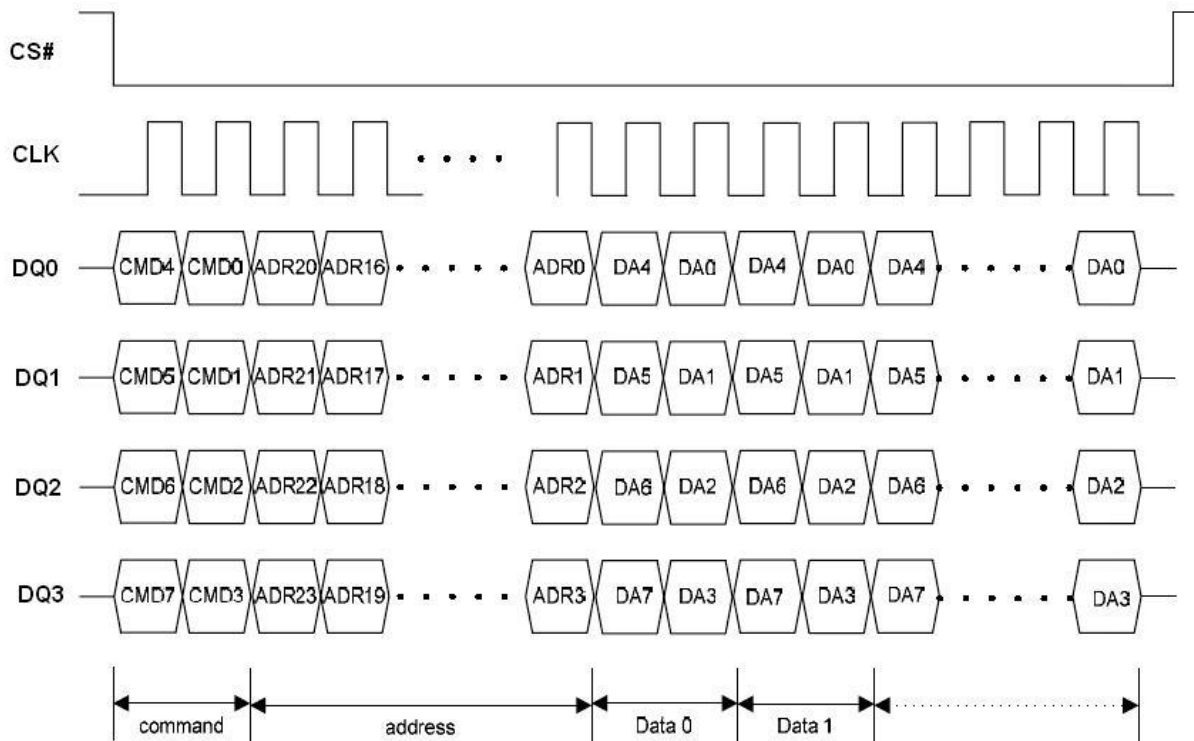 CS#
CLK
DQ0 CMD4 CMD0 ADR20 ADR16 ADR0 DA4 DA0 DA4 DA0 DA4 DA0
DQ1 CMD5 CMD1 ADR21 ADR17 ADR1 DA5 DA1 DA5 DA1 DA5 DA1
DQ2 CMD6 CMD2 ADR22 ADR18 ADR2 DA6 DA2 DA6 DA2 DA6 DA2
DQ3 CMD7 CMD3 ADR23 ADR19 ADR3 DA7 DA3 DA7 DA3 DA7 DA3
command address Data 0 Data 1